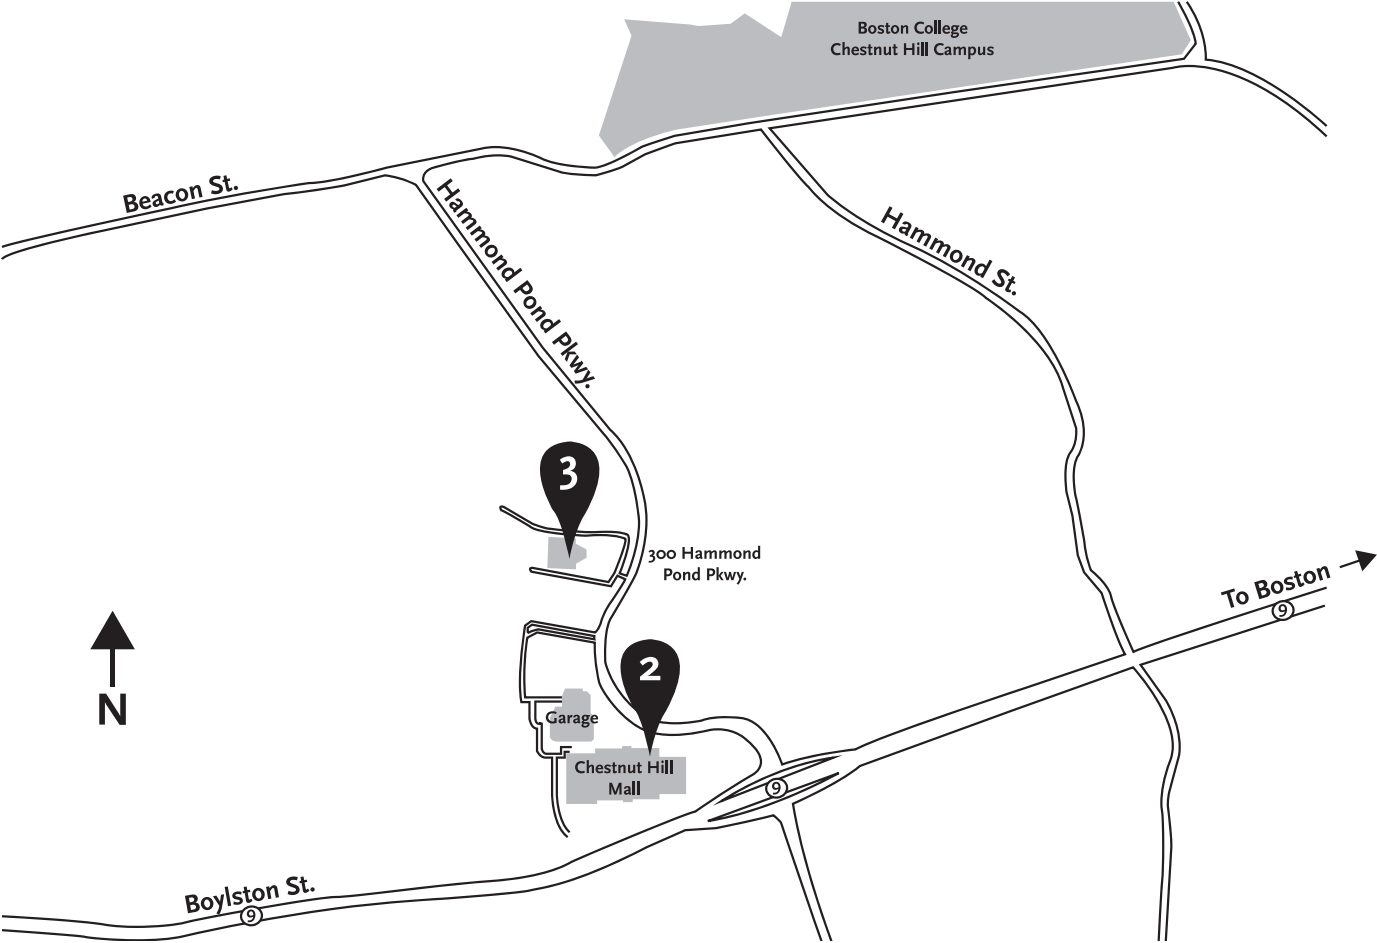 Boston College
Chestnut Hill Campus
Beacon St.
Hammond Pond Pkwy.
Hammond St.
3
300 Hammond
Pond Pkwy.
To Boston
9
2
N
Garage
Chestnut Hill
Mall
9
Boylston St.
9